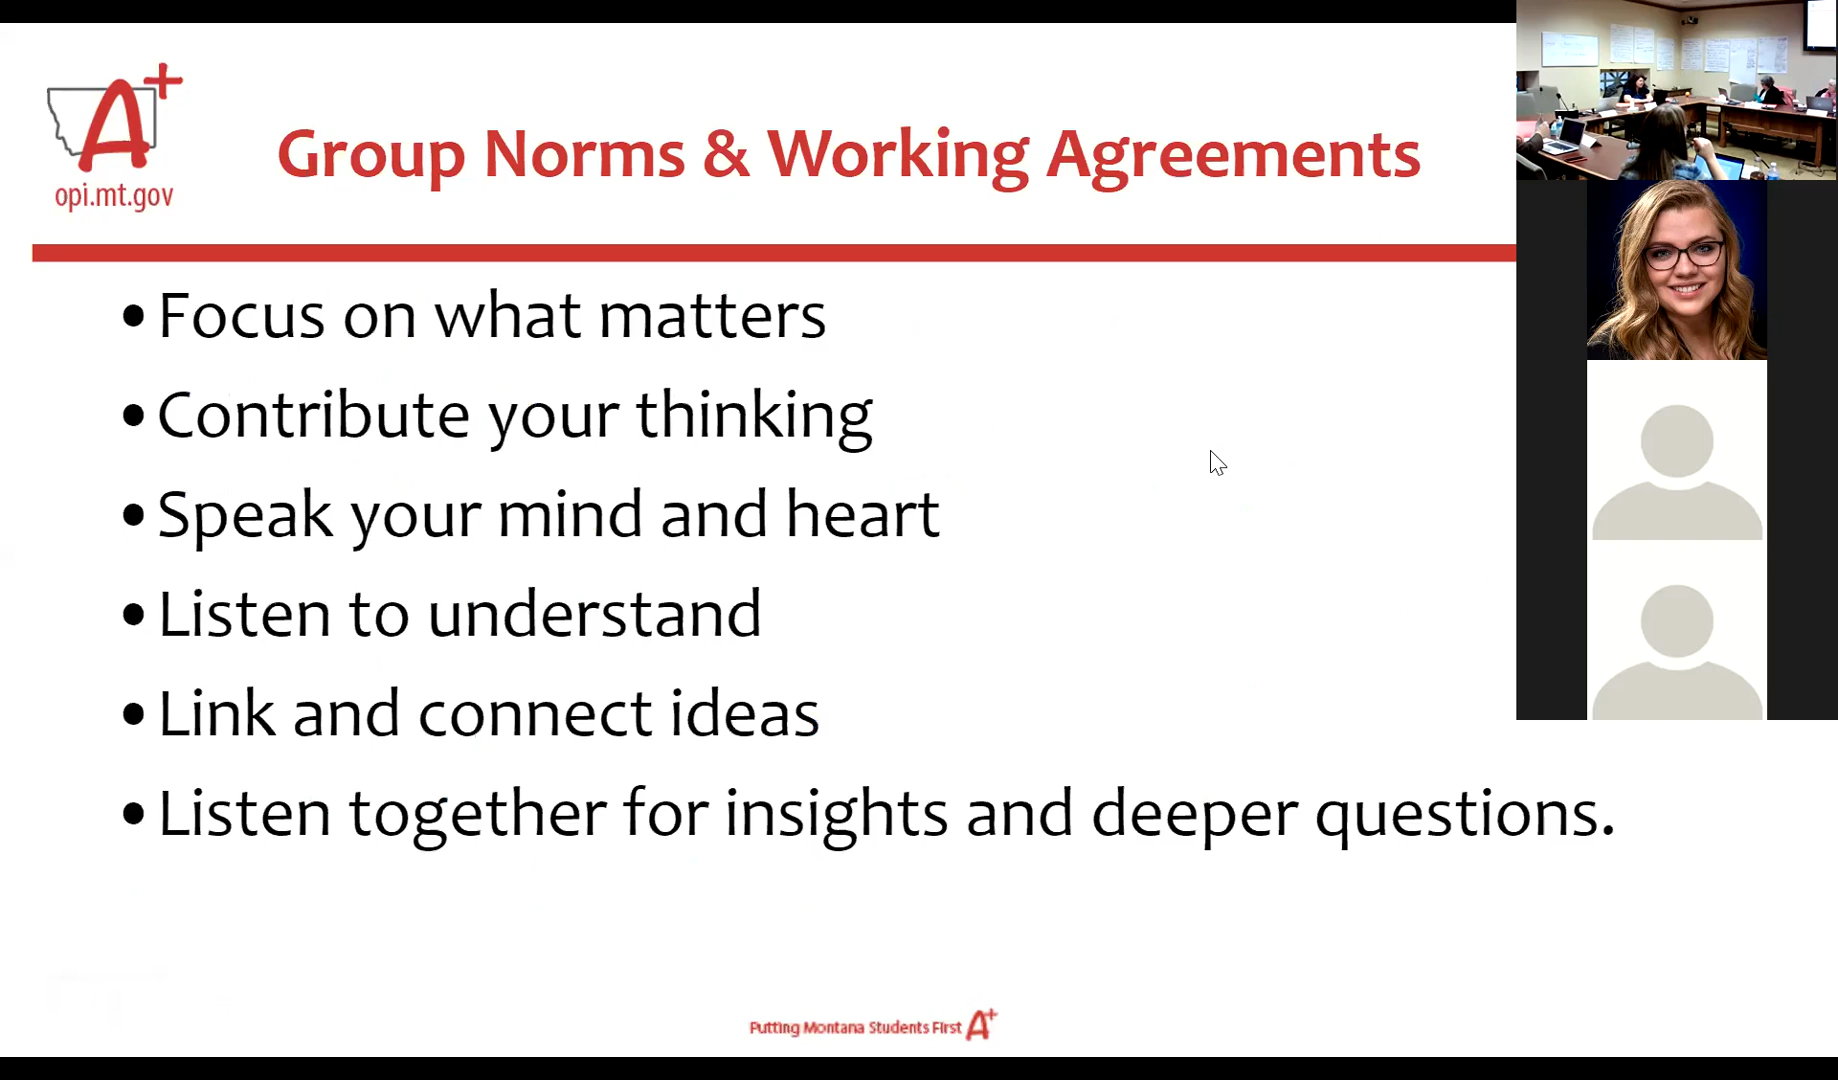 A+
opi.mt.gov
Group Norms & Working Agreements
•Focus on what matters
•Contribute your thinking
•Speak your mind and heart
•Listen to understand
•Link and connect ideas
•Listen together for insights and deeper questions.
Putting Montana Students First A+